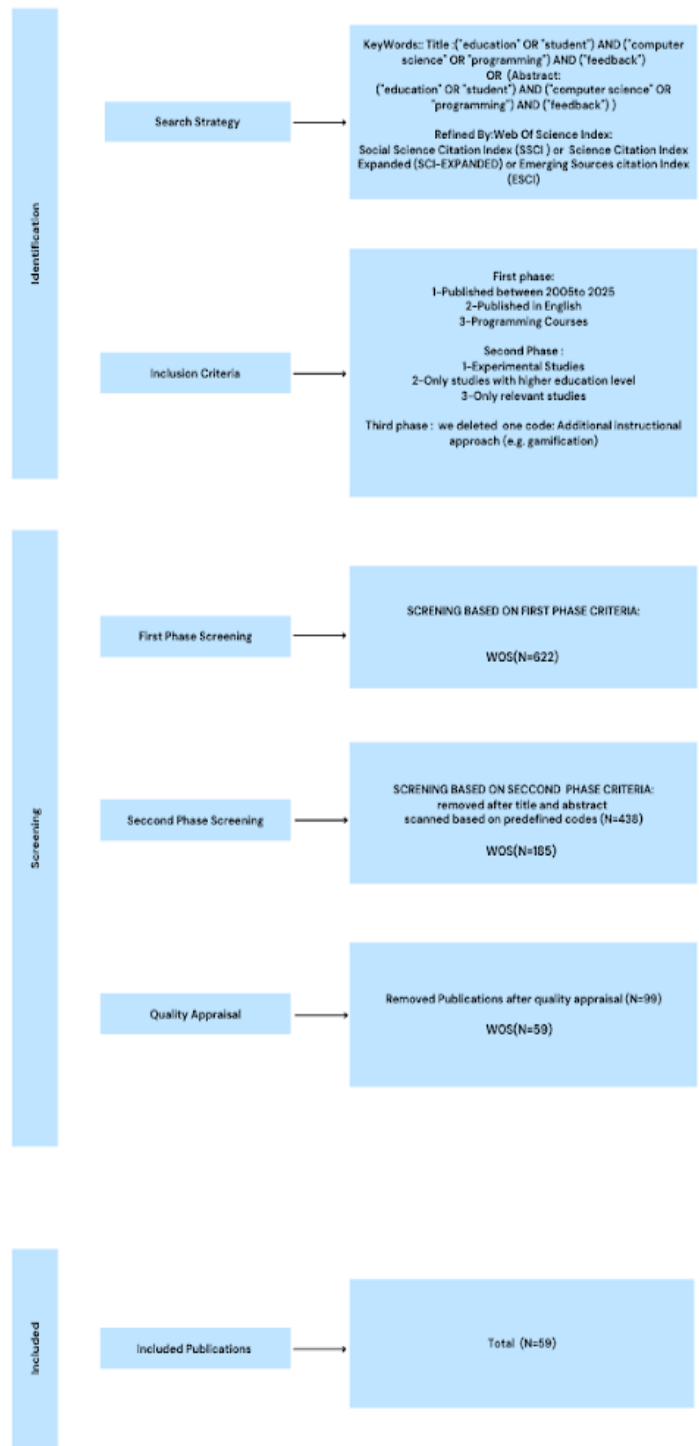 Identification
Search Strategy
KeyWords:: Title :("education" OR "student") AND ("computer
science" OR "programming") AND ("feedback")
OR (Abstract:
("education" OR "student") AND ("computer science" OR
"programming") AND ("feedback") )
Refined By:Web Of Science Index:
Social Science Citation Index (SSCI ) or Science Citation Index
Expanded (SCI-EXPANDED) or Emerging Sources citation Index
(ESCI)
Inclusion Criteria
First phase:
1-Published between 2005to 2025
2-Published in English
3-Programming Courses
Second Phase :
1-Experimental Studies
2-Only studies with higher education level
3-Only relevant studies
Third phase : we deleted one code: Additional instructional
approach (e.g. gamification)
Screening
First Phase Screening
SCRENING BASED ON FIRST PHASE CRITERIA:
WOS(N=622)
Seccond Phase Screening
SCRENING BASED ON SECCOND PHASE CRITERIA:
removed after title and abstract
scanned based on predefined codes (N=438)
WOS(N=185)
Quality Appraisal
Removed Publications after quality appraisal (N=99)
WOS(N=59)
Included
Included Publications
Total (N=59)